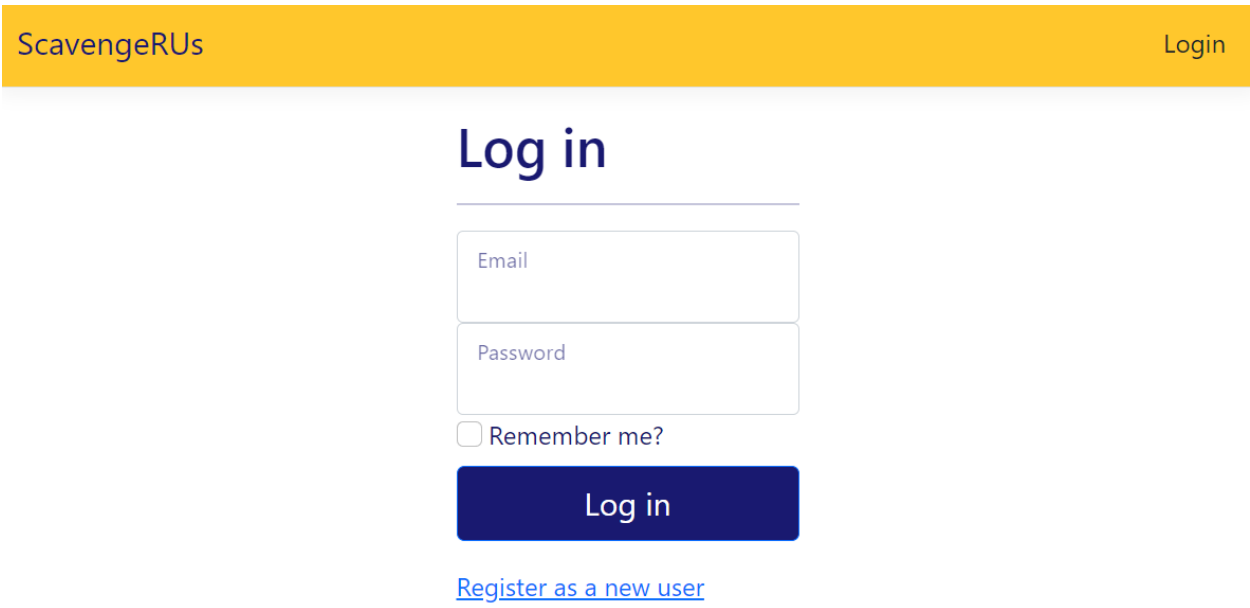 ScavengeRUs
Login
Log in
Email
Password
Remember me?
Log in
Register as a new user